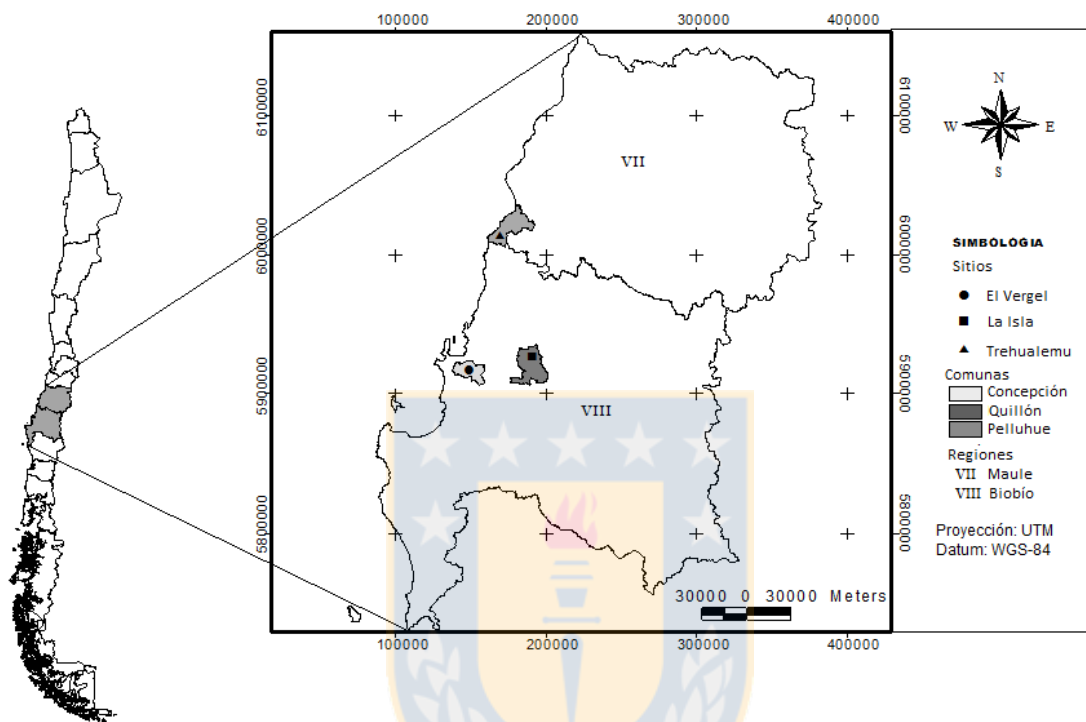 100000 200000 300000 400000
6100000
6000000
5900000
5800000
VII
VIII
6100000
6000000
5900000
5800000
30000 0 30000 Meters
100000 200000 300000 400000
N
W E
S
SIMBOLOGIA
Sitios
El Vergel
La Isla
Trehualemu
Comunas
Concepción
Quillón
Pelluhue
Regiones
VII Maule
VIII Biobío
Proyección: UTM
Datum: WGS-84